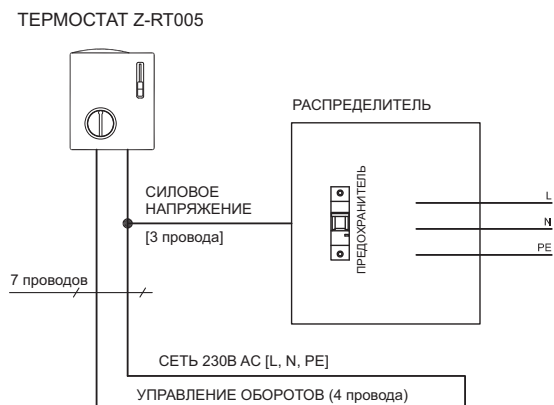 ТЕРМОСТАТ Z-RT005
РАСПРЕДЕЛИТЕЛЬ
ПРЕДОХРАНИТЕЛЬ
СИЛОВОЕ
НАПРЯЖЕНИЕ
[3 провода]
L
N
PE
7 проводов
СЕТЬ 230В AC [L, N, PE]
УПРАВЛЕНИЕ ОБОРОТОВ (4 провода)